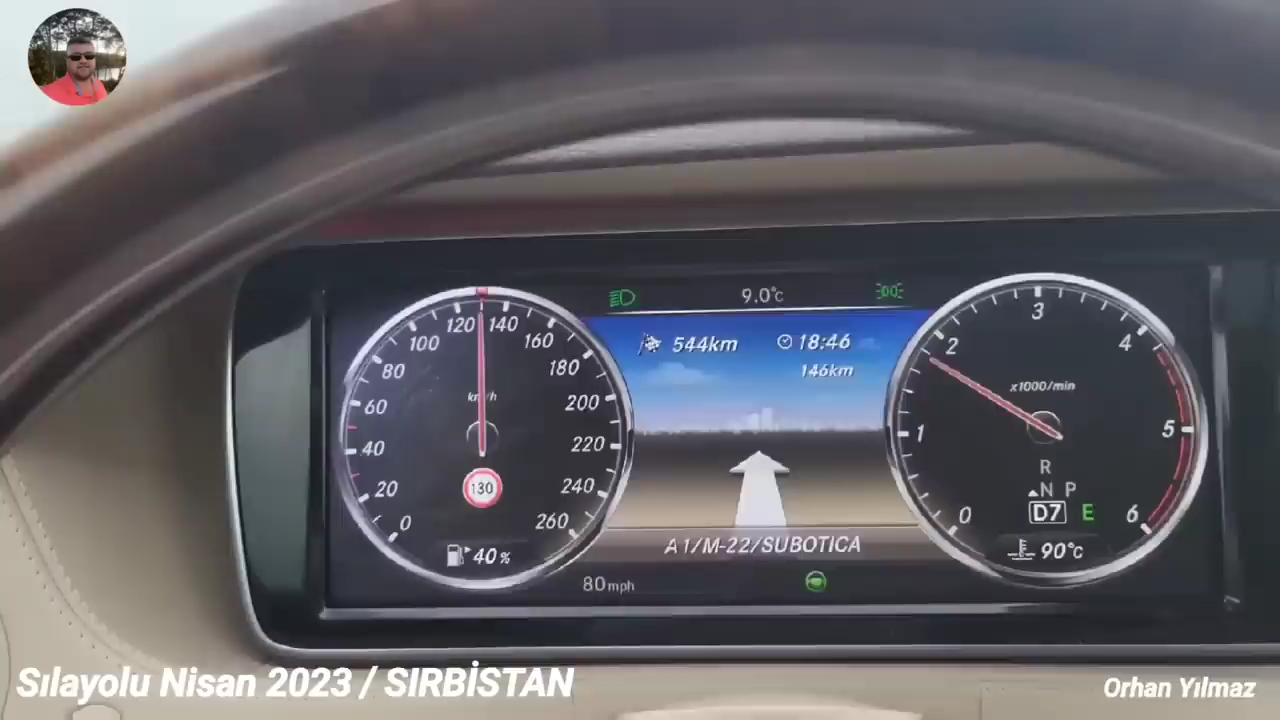 9.0°c
544km
18:46
146km
0
20
40
60
80
100
120
140
160
180
200
220
240
260
km/h
130
40%
A1/M-22/SUBOTICA
80 mph
0
1
2
3
4
5
6
x1000/min
R
N P
D7 E
90°c
Sılayolu Nisan 2023 / SIRBİSTAN
Orhan Yılmaz